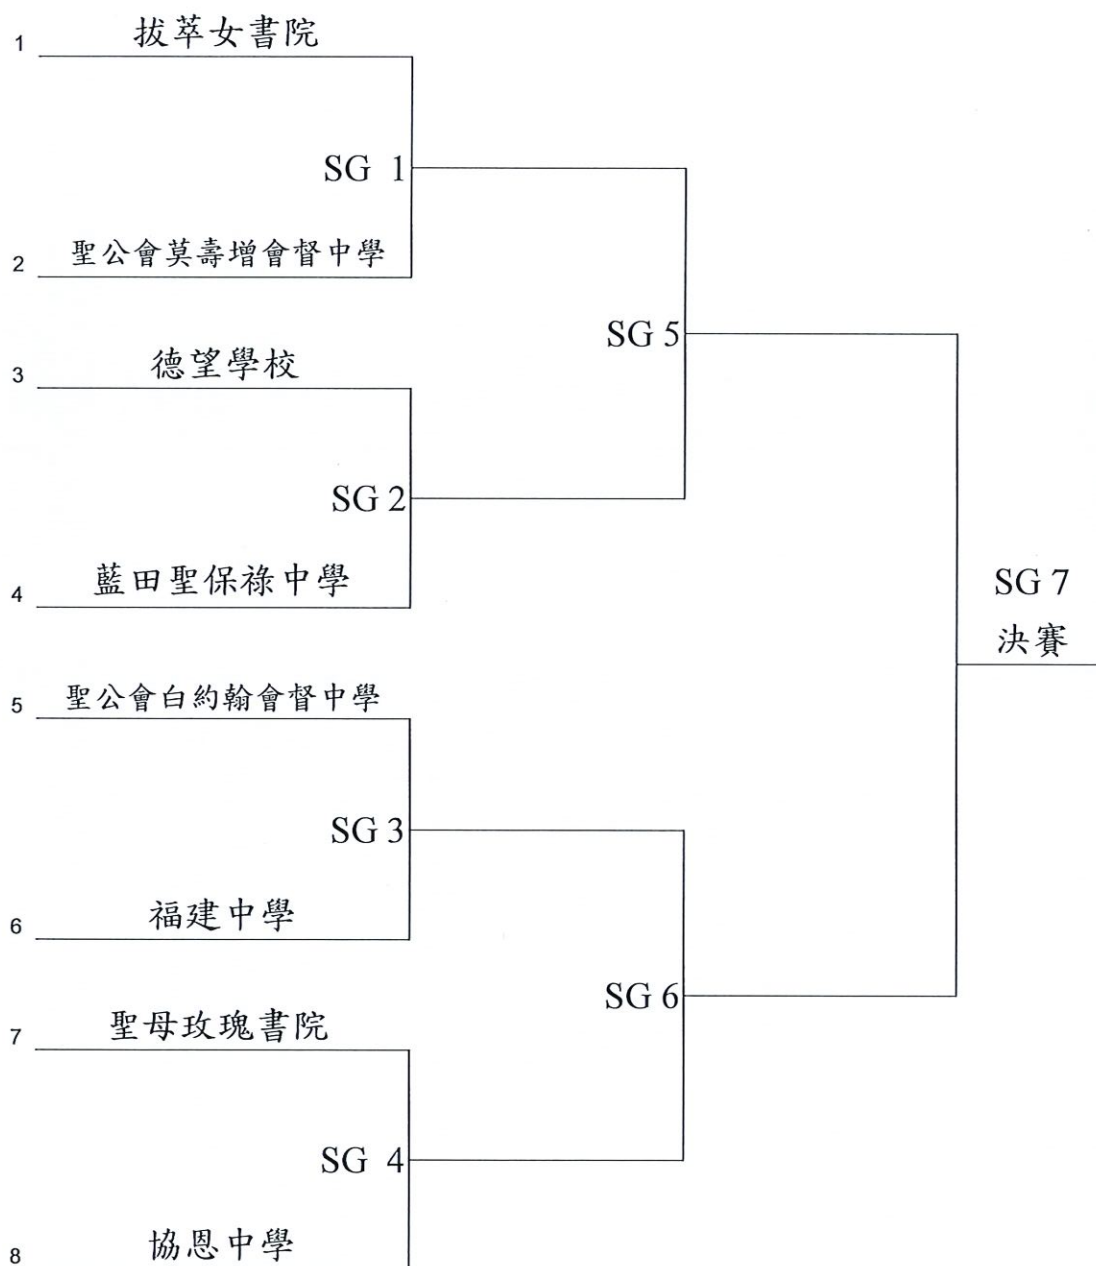 1 拔萃女書院
SG 1
2 聖公會莫壽增會督中學
SG 5
3 德望學校
SG 2
4 藍田聖保祿中學
SG 7
決賽
5 聖公會白約翰會督中學
SG 3
6 福建中學
SG 6
7 聖母玫瑰書院
SG 4
8 協恩中學